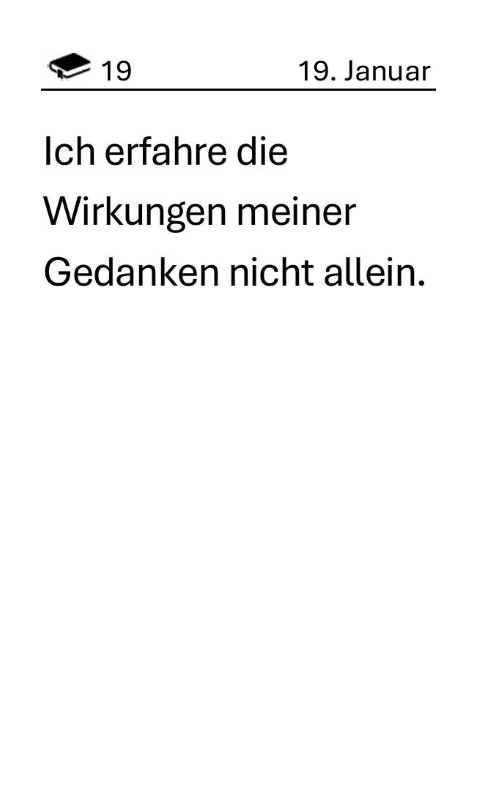 19 19. Januar
Ich erfahre die
Wirkungen meiner
Gedanken nicht allein.